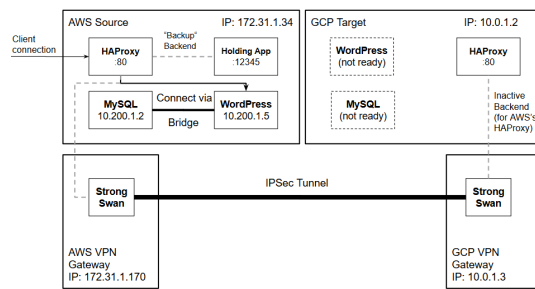 AWS Source
IP: 172.31.1.34
GCP Target
IP: 10.0.1.2
Client
connection
HAProxy
:80
"Backup"
Backend
Holding App
:12345
WordPress
(not ready)
HAProxy
:80
MySQL
10.200.1.2
Connect via
Bridge
WordPress
10.200.1.5
MySQL
(not ready)
Inactive
Backend
(for AWS's
HAProxy)
IPSec Tunnel
Strong
Swan
Strong
Swan
AWS VPN
Gateway
IP: 172.31.1.170
GCP VPN
Gateway
IP: 10.0.1.3